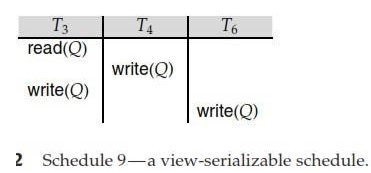 T3 T4 T6
read(Q)
write(Q)
write(Q)
write(Q)
2 Schedule 9—a view-serializable schedule.